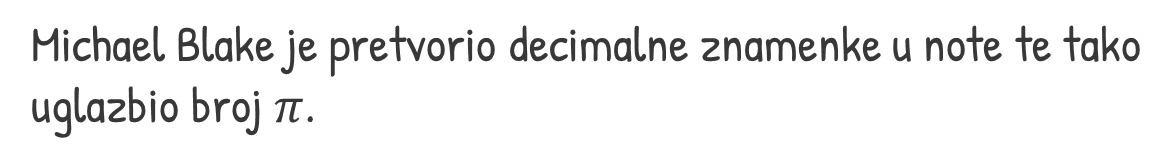 Michael Blake je pretvorio decimalne znamenke u note te tako
uglazbio broj π.